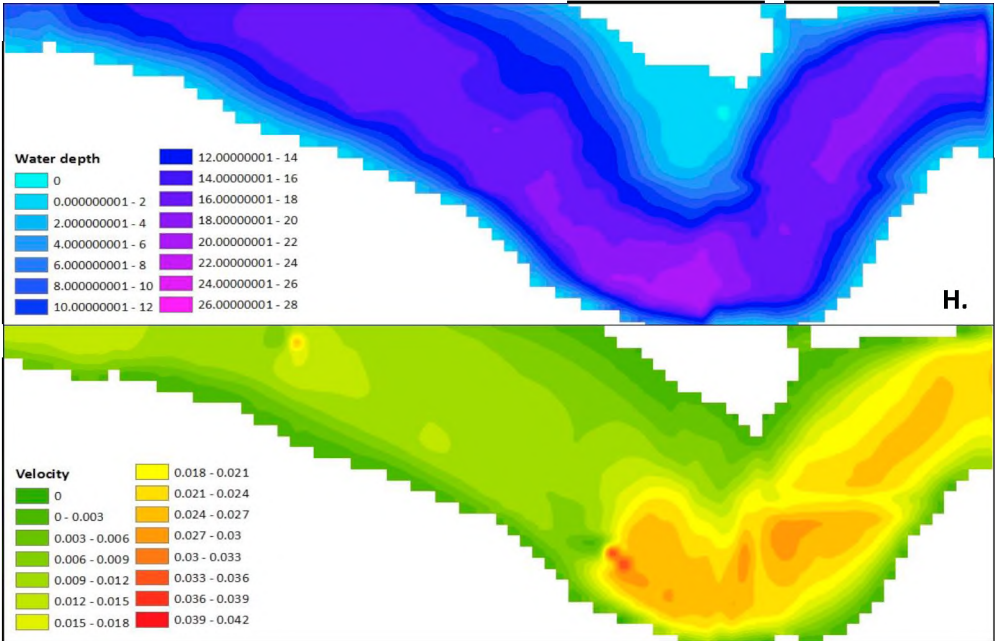 Water depth
0
0.000000001 - 2
2.000000001 - 4
4.000000001 - 6
6.000000001 - 8
8.000000001 - 10
10.00000001 - 12
12.00000001 - 14
14.00000001 - 16
16.00000001 - 18
18.00000001 - 20
20.00000001 - 22
22.00000001 - 24
24.00000001 - 26
26.00000001 - 28
H.
Velocity
0
0 - 0.003
0.003 - 0.006
0.006 - 0.009
0.009 - 0.012
0.012 - 0.015
0.015 - 0.018
0.018 - 0.021
0.021 - 0.024
0.024 - 0.027
0.027 - 0.03
0.03 - 0.033
0.033 - 0.036
0.036 - 0.039
0.039 - 0.042